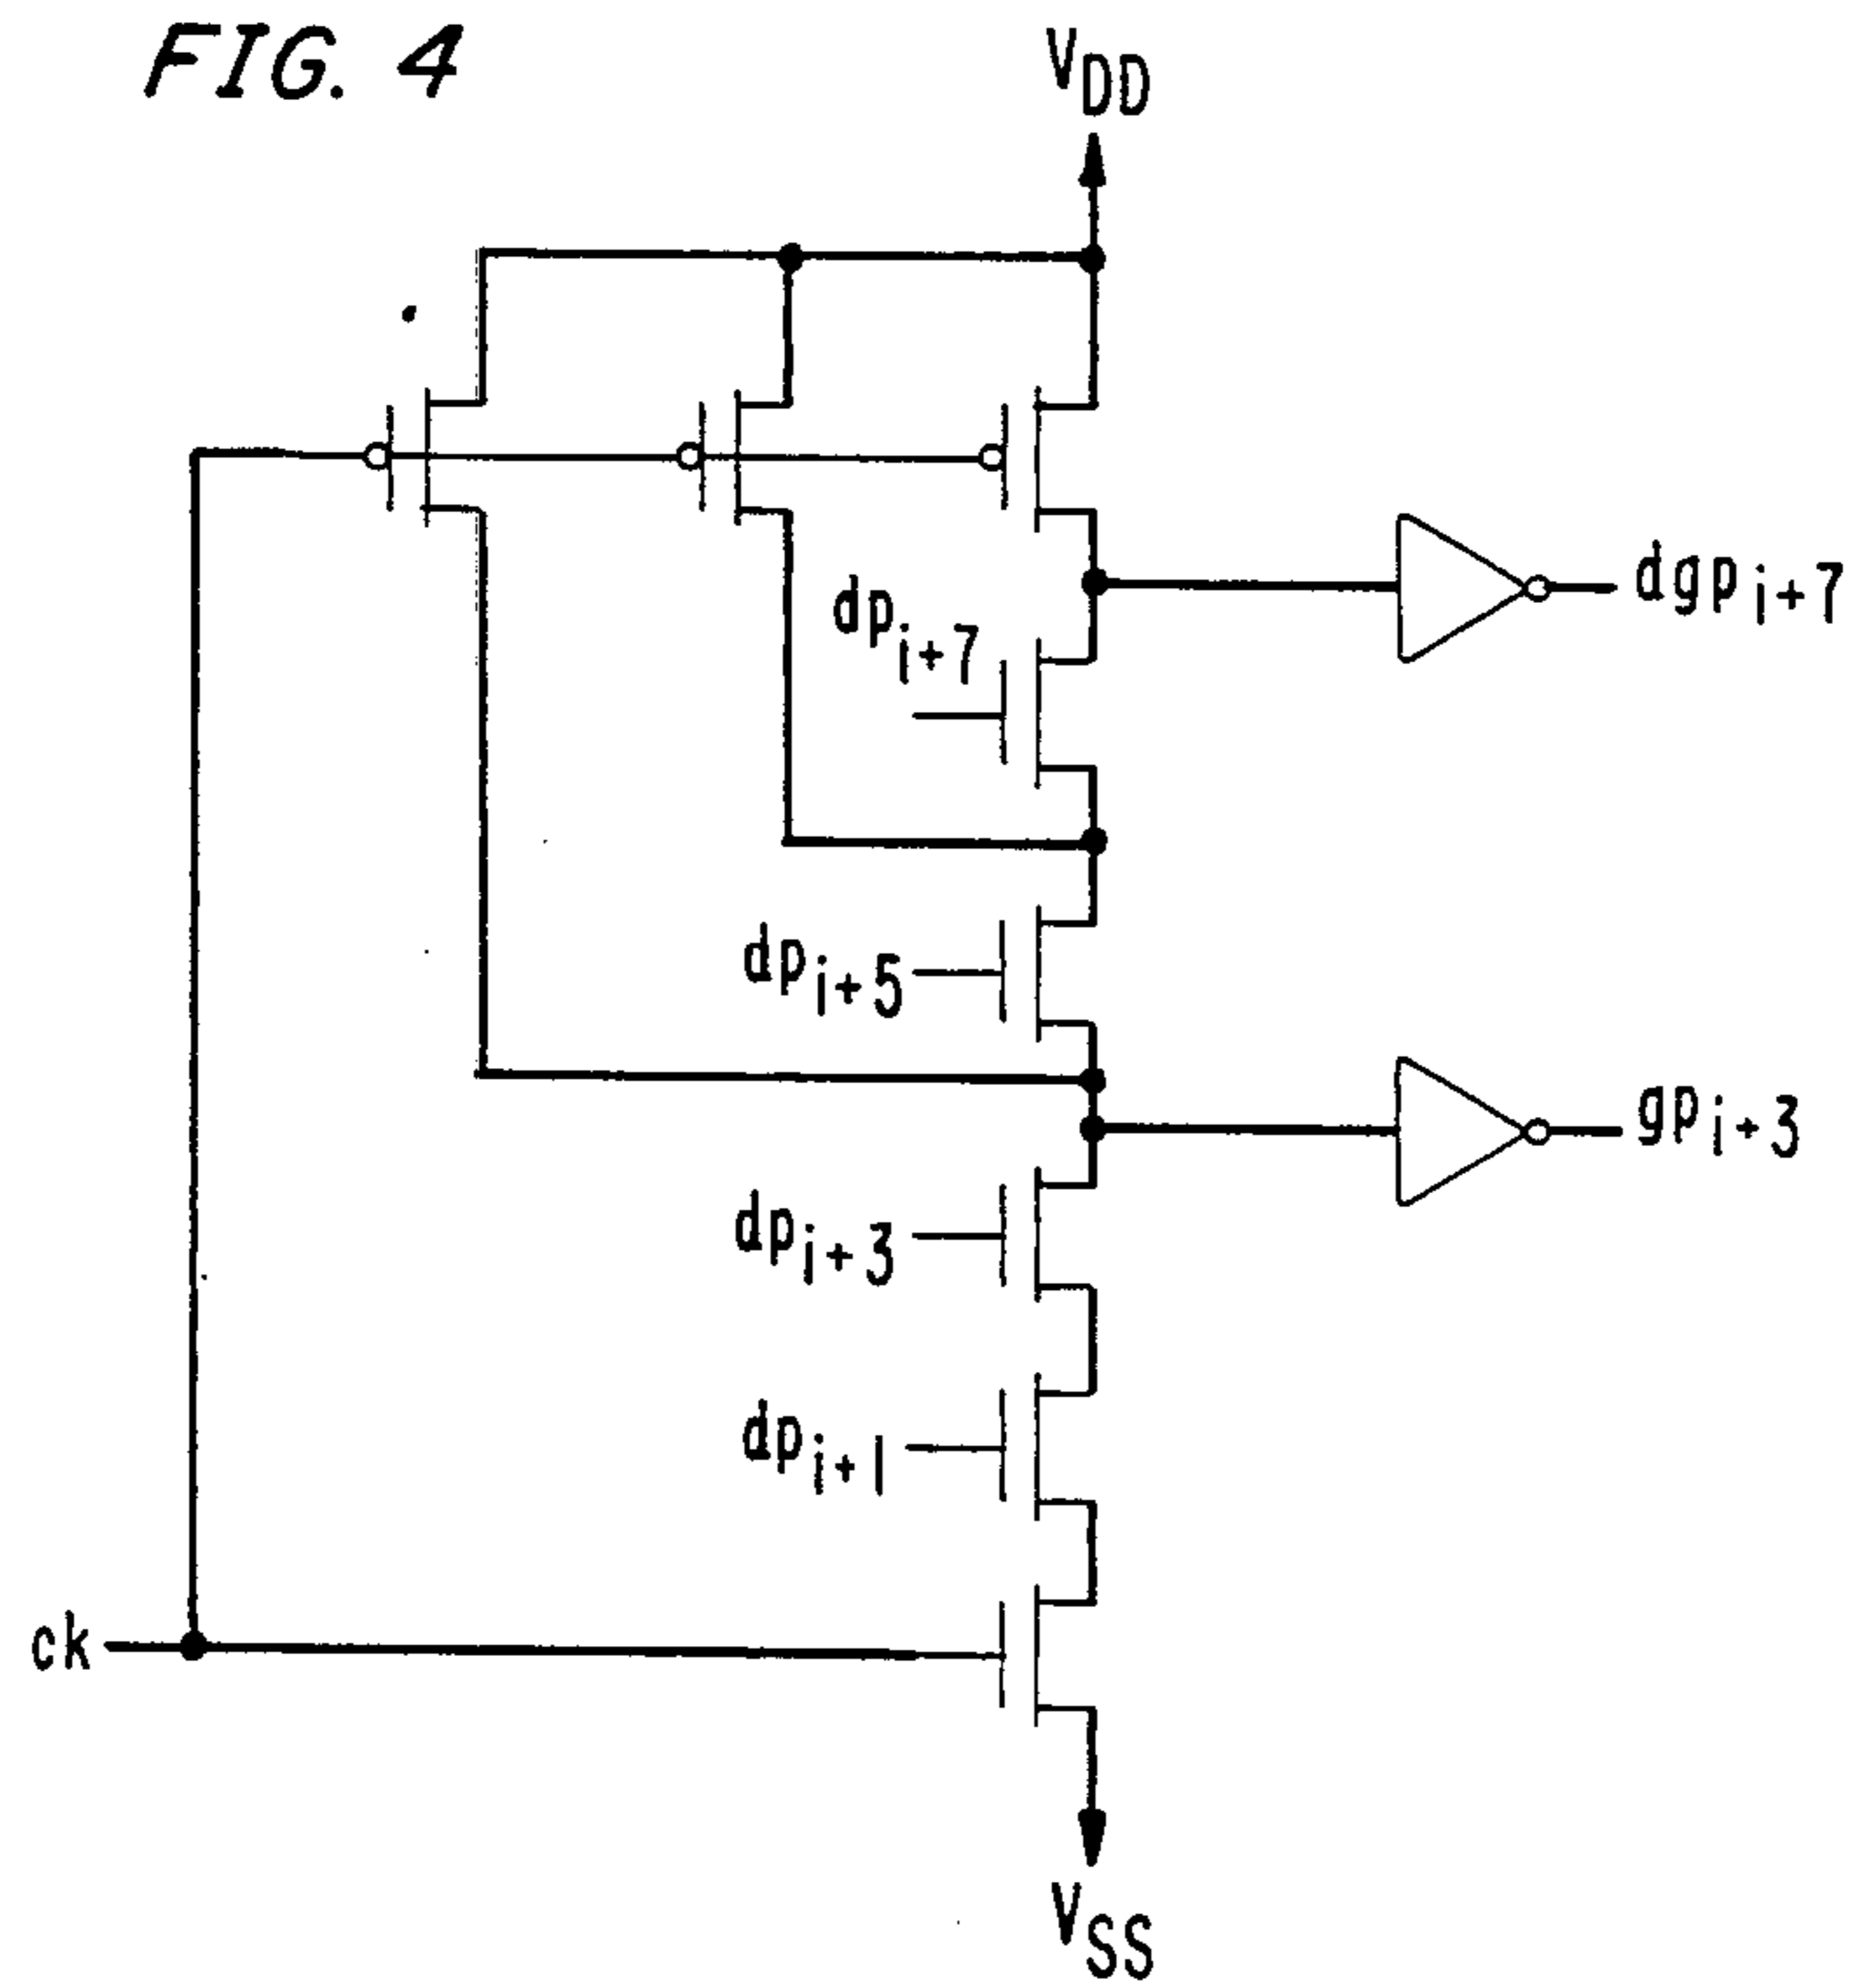 FIG. 4
VDD
dgpi+7
dpi+7
dpi+5
gpi+3
dpi+3
dpi+1
ck
VSS